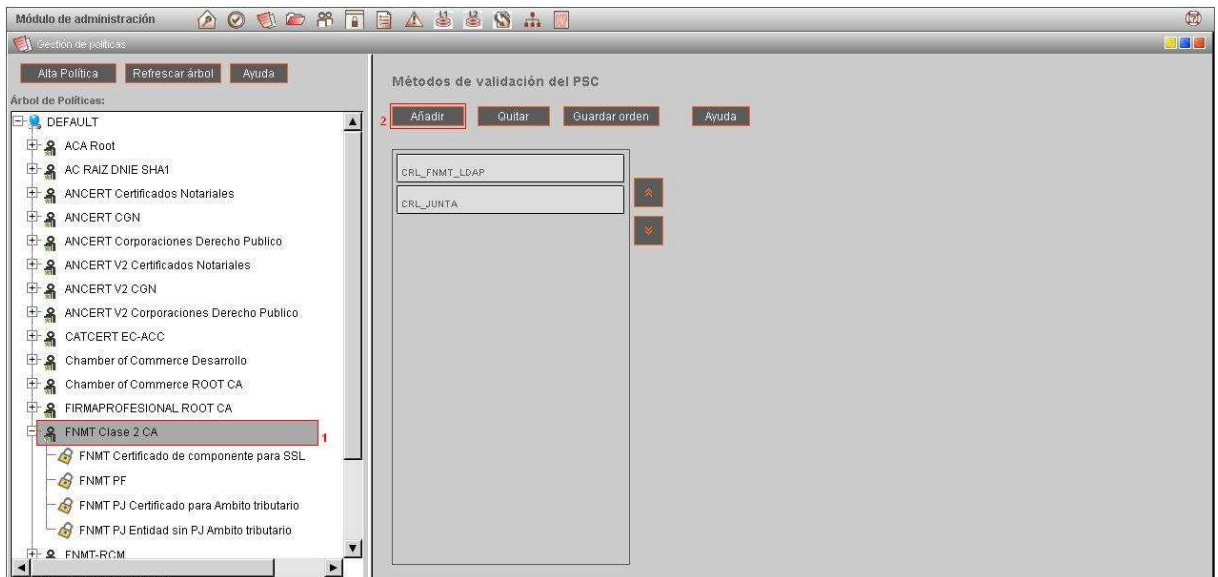 Módulo de administración
Gestión de políticas
Alta Política Refrescar árbol Ayuda
Árbol de Políticas:
DEFAULT
ACA Root
AC RAIZ DNIE SHA1
ANCERT Certificados Notariales
ANCERT CGN
ANCERT Corporaciones Derecho Publico
ANCERT V2 Certificados Notariales
ANCERT V2 CGN
ANCERT V2 Corporaciones Derecho Publico
CATCERT EC-ACC
Chamber of Commerce Desarrollo
Chamber of Commerce ROOT CA
FIRMAPROFESIONAL ROOT CA
FNMT Clase 2 CA 1
FNMT Certificado de componente para SSL
FNMT PF
FNMT PJ Certificado para Ambito tributario
FNMT PJ Entidad sin PJ Ambito tributario
FNMT-RCM
Métodos de validación del PSC
2 Añadir Quitar Guardar orden Ayuda
CRL_FNMT_LDAP
CRL_JUNTA